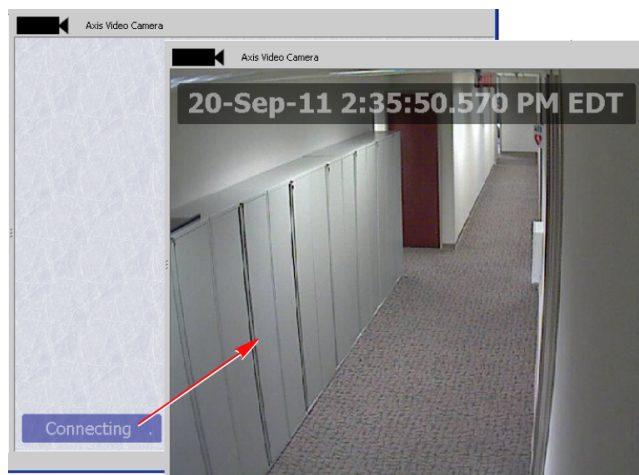 Axis Video Camera
Axis Video Camera
20-Sep-11 2:35:50.570 PM EDT
Connecting .